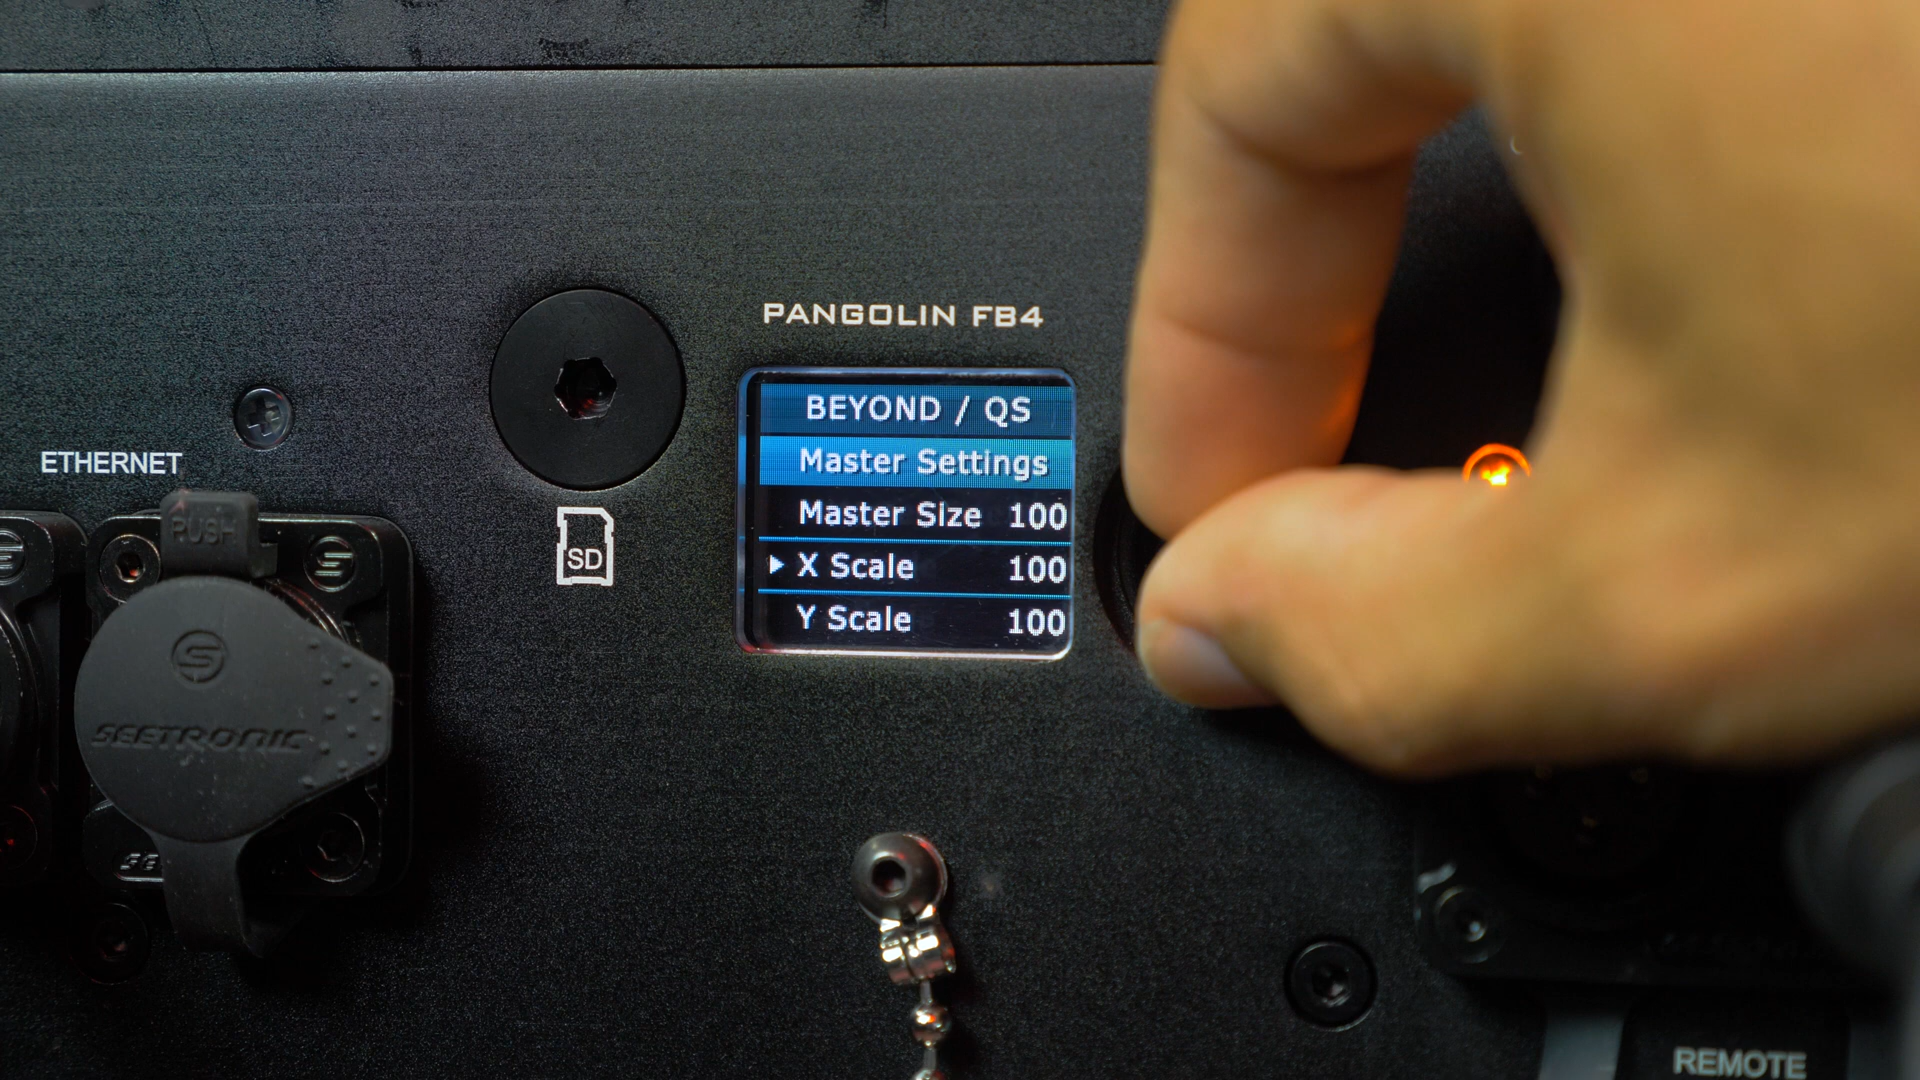 PANGOLIN FB4
BEYOND / QS
Master Settings
Master Size 100
X Scale 100
Y Scale 100
ETHERNET
PUSH
SD
SEETRONIC
REMOTE